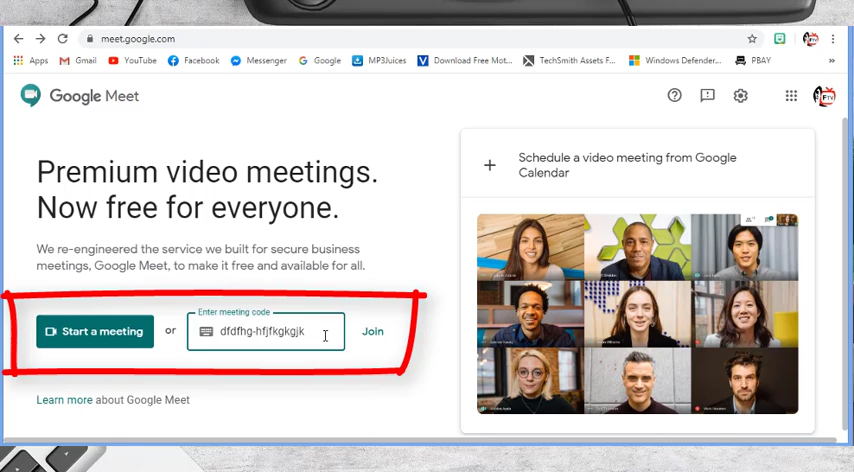 meet.google.com
Apps Gmail YouTube Facebook Messenger Google MP3Juices Download Free Mot... TechSmith Assets F... Windows Defender... PBAY »
Google Meet
FTV
Premium video meetings.
Now free for everyone.
We re-engineered the service we built for secure business
meetings, Google Meet, to make it free and available for all.
Enter meeting code
Start a meeting or dfdfhg-hfjfkgkgjk Join
Learn more about Google Meet
Schedule a video meeting from Google
Calendar